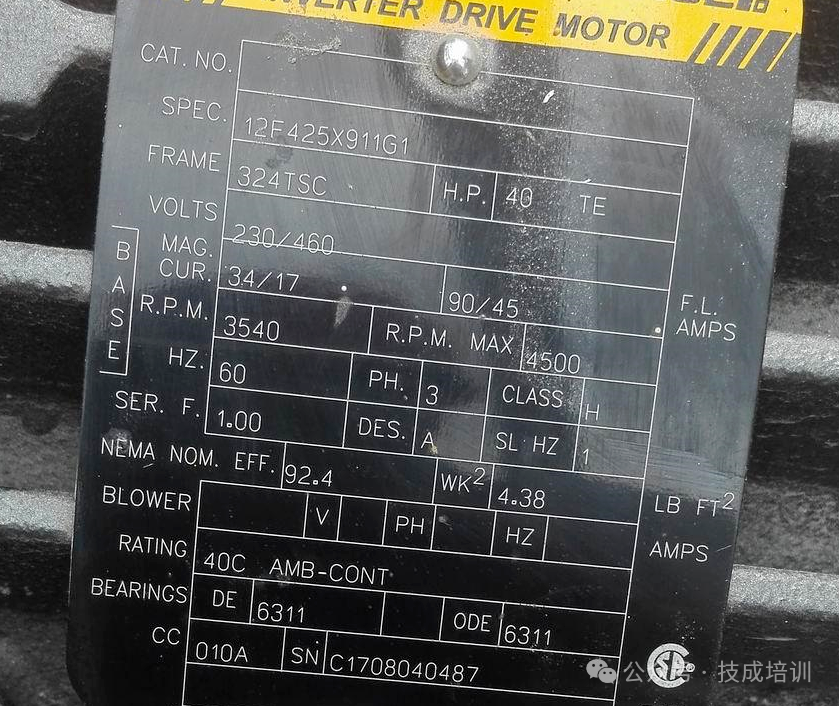 INVERTER DRIVE MOTOR
CAT. NO.
SPEC. 12F425X911G1
FRAME 324TSC H.P. 40 TE
VOLTS 230/460
MAG. CUR. 34/17 90/45 F.L. AMPS
BASE
R.P.M. 3540 R.P.M. MAX 4500
HZ. 60 PH. 3 CLASS H
SER. F. 1.00 DES. A SL HZ 1
NEMA NOM. EFF. 92.4 WK² 4.38 LB FT²
BLOWER V PH HZ AMPS
RATING 40C AMB-CONT
BEARINGS DE 6311 ODE 6311
CC 010A SN C1708040487
公众号·技成培训